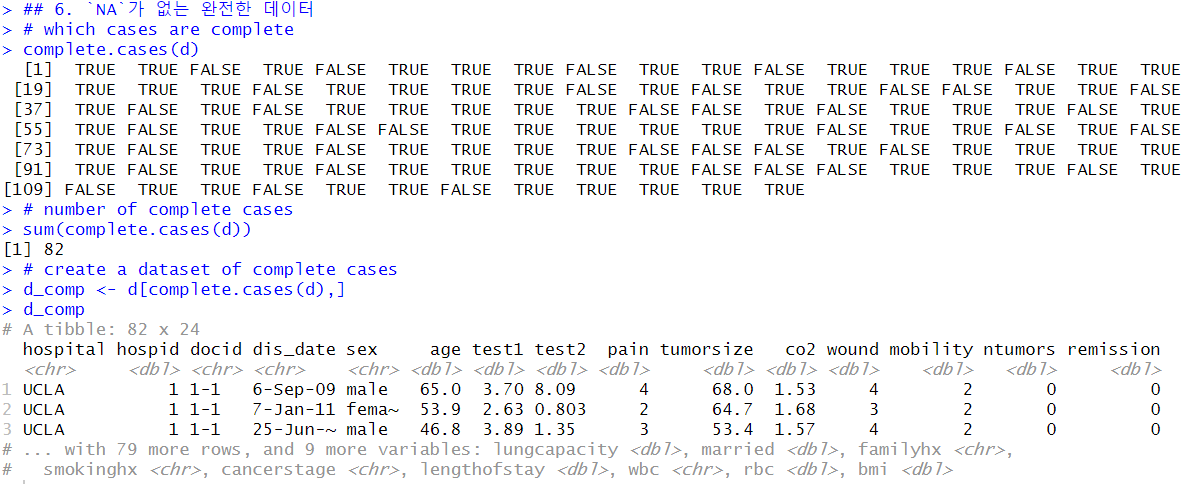 > ## 6. `NA`가 없는 완전한 데이터
> # which cases are complete
> complete.cases(d)
[1] TRUE TRUE FALSE TRUE FALSE TRUE TRUE TRUE FALSE TRUE TRUE FALSE TRUE TRUE TRUE FALSE TRUE TRUE
[19] TRUE TRUE TRUE FALSE TRUE TRUE TRUE TRUE FALSE TRUE FALSE TRUE TRUE FALSE FALSE TRUE TRUE FALSE
[37] TRUE FALSE TRUE FALSE TRUE TRUE TRUE TRUE TRUE FALSE FALSE TRUE FALSE TRUE TRUE TRUE FALSE TRUE
[55] TRUE FALSE TRUE TRUE FALSE FALSE TRUE TRUE TRUE TRUE TRUE TRUE FALSE TRUE TRUE FALSE TRUE FALSE
[73] TRUE FALSE TRUE TRUE FALSE TRUE TRUE TRUE TRUE FALSE FALSE FALSE TRUE FALSE TRUE TRUE TRUE TRUE
[91] TRUE FALSE TRUE TRUE FALSE TRUE TRUE TRUE TRUE TRUE FALSE FALSE FALSE TRUE TRUE TRUE FALSE TRUE
[109] FALSE TRUE TRUE FALSE TRUE TRUE FALSE TRUE TRUE TRUE TRUE TRUE
> # number of complete cases
> sum(complete.cases(d))
[1] 82
> # create a dataset of complete cases
> d_comp <- d[complete.cases(d),]
> d_comp
# A tibble: 82 x 24
hospital hospid docid dis_date sex age test1 test2 pain tumorsize co2 wound mobility ntumors remission
<chr> <dbl> <chr> <chr> <chr> <dbl> <dbl> <dbl> <dbl> <dbl> <dbl> <dbl> <dbl> <dbl> <dbl>
1 UCLA 1 1-1 6-Sep-09 male 65.0 3.70 8.09 4 68.0 1.53 4 2 0 0
2 UCLA 1 1-1 7-Jan-11 fema~ 53.9 2.63 0.803 2 64.7 1.68 3 2 0 0
3 UCLA 1 1-1 25-Jun-~ male 46.8 3.89 1.35 3 53.4 1.57 4 2 0 0
# ... with 79 more rows, and 9 more variables: lungcapacity <dbl>, married <dbl>, familyhx <chr>,
# smokinghx <chr>, cancerstage <chr>, lengthofstay <dbl>, wbc <chr>, rbc <dbl>, bmi <dbl>